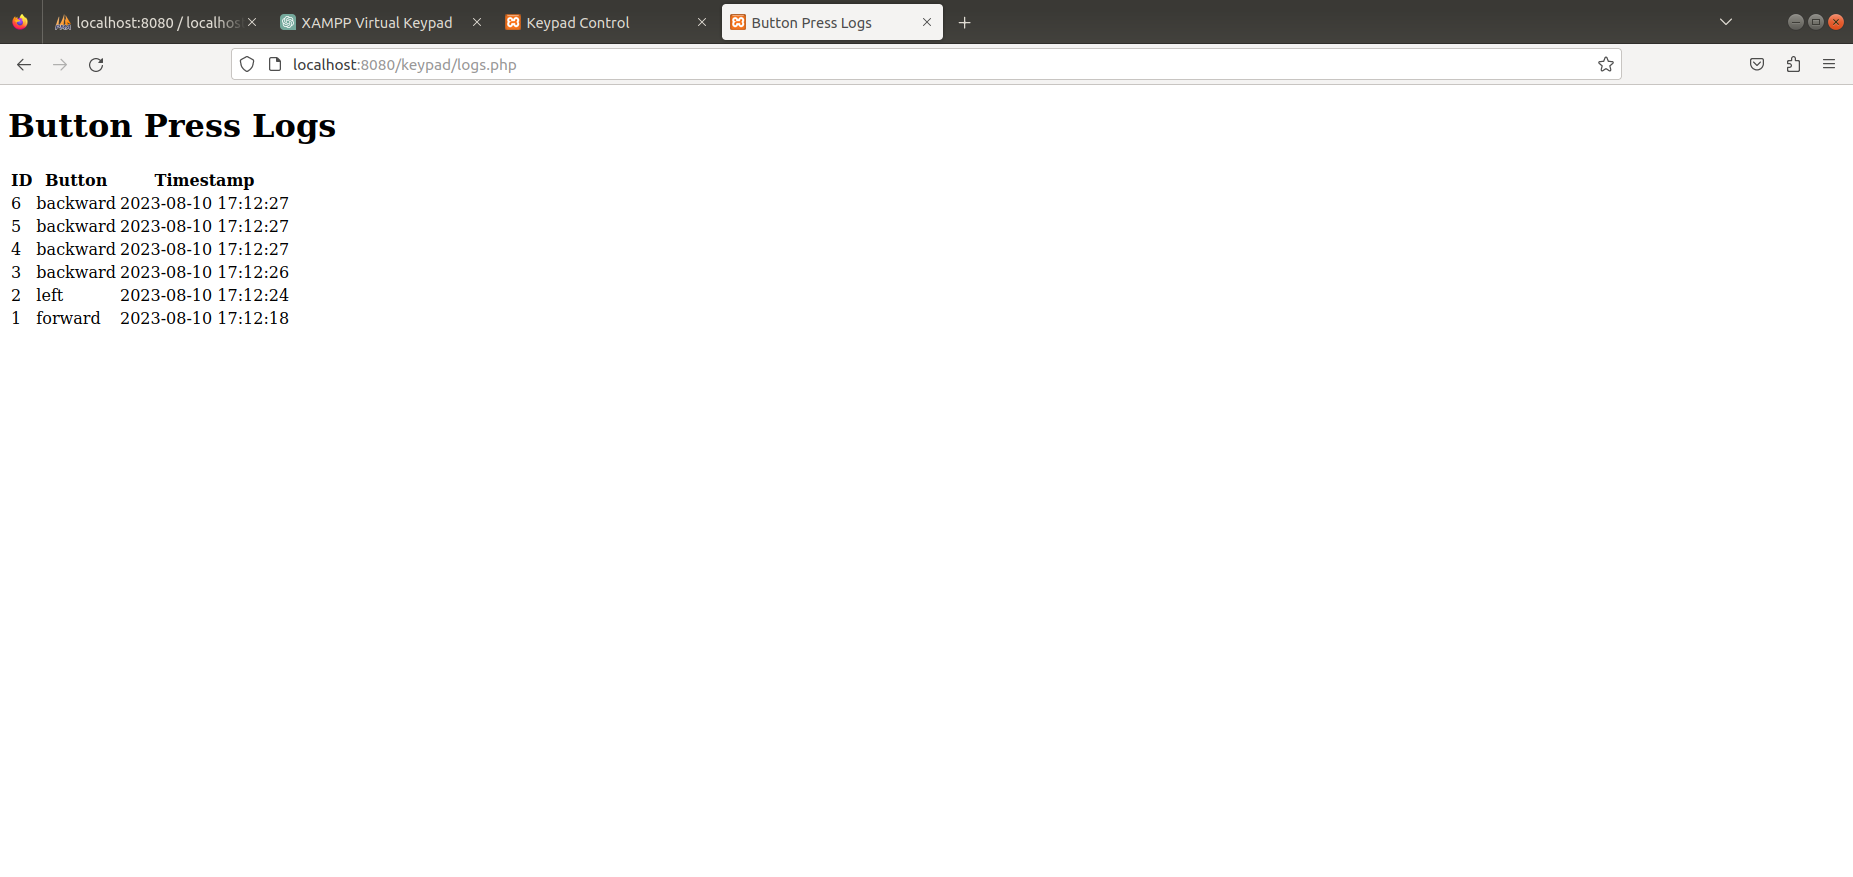 localhost:8080 / localhos
XAMPP Virtual Keypad
Keypad Control
Button Press Logs
localhost:8080/keypad/logs.php
Button Press Logs
ID Button Timestamp
6 backward 2023-08-10 17:12:27
5 backward 2023-08-10 17:12:27
4 backward 2023-08-10 17:12:27
3 backward 2023-08-10 17:12:26
2 left 2023-08-10 17:12:24
1 forward 2023-08-10 17:12:18